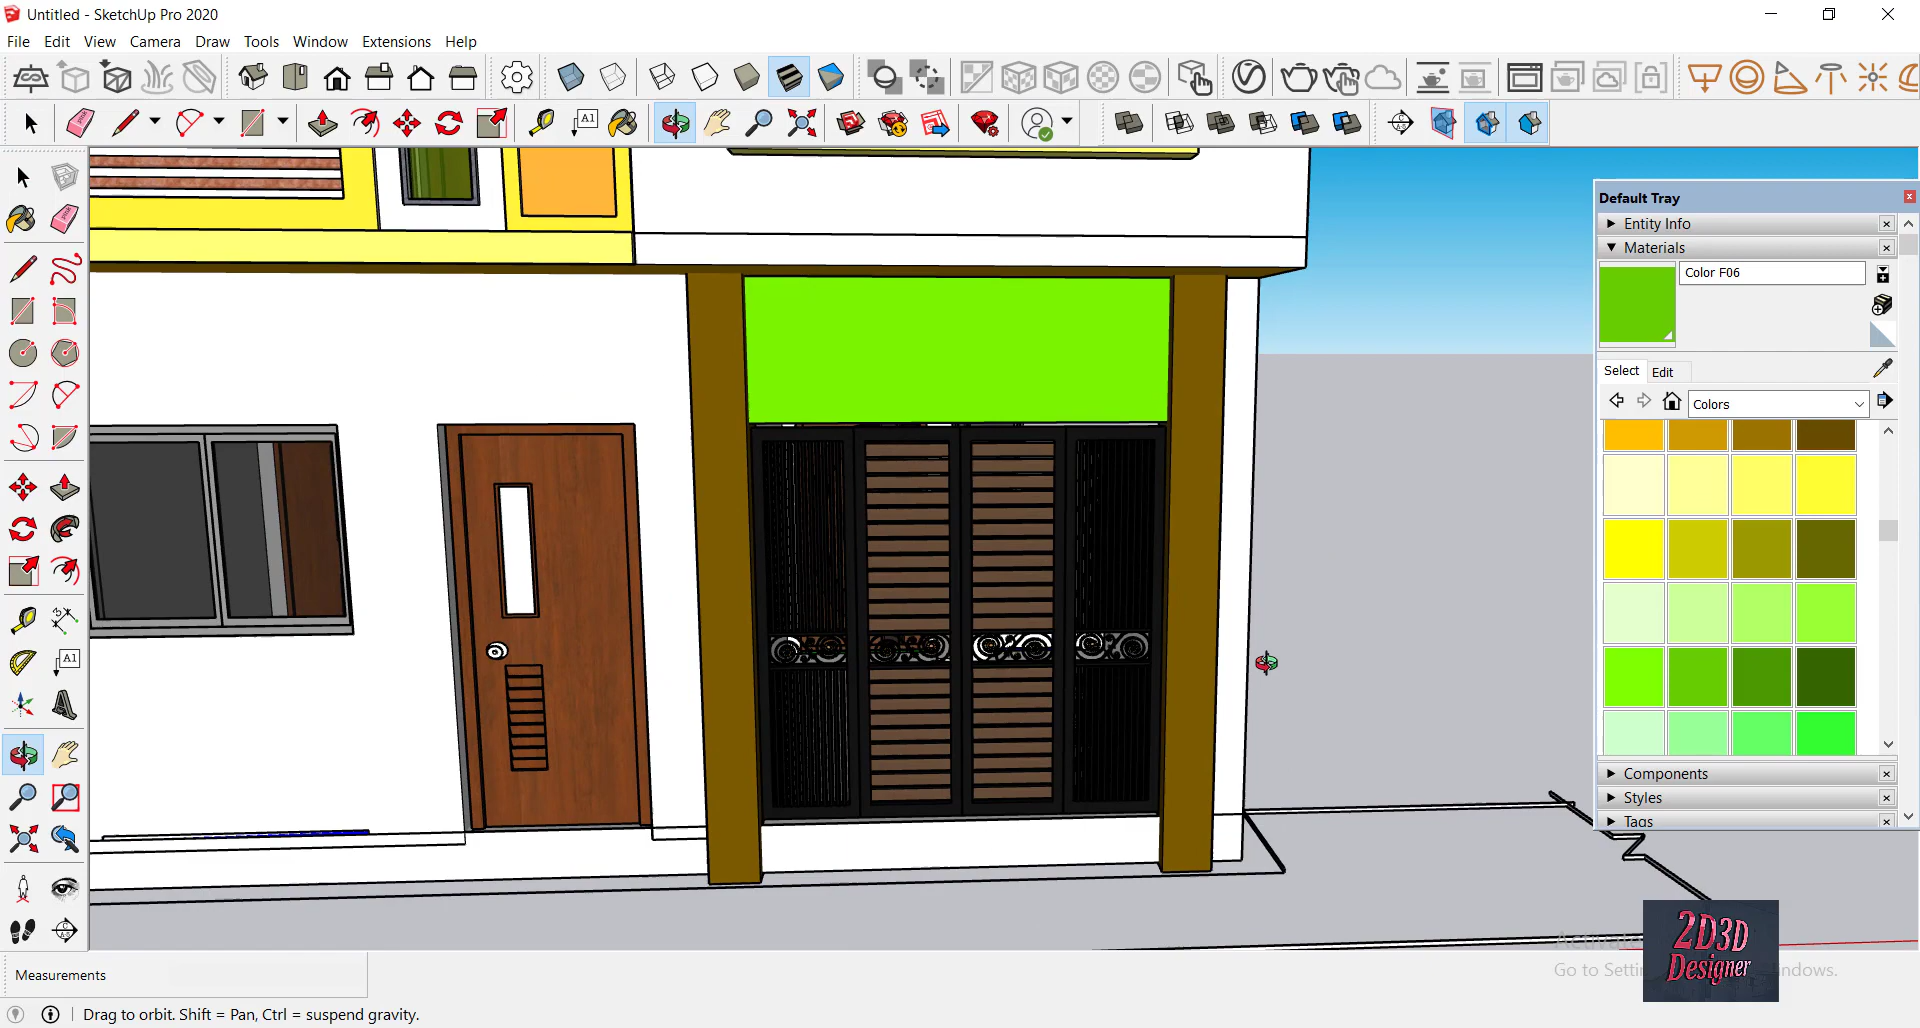 Untitled - SketchUp Pro 2020
File Edit View Camera Draw Tools Window Extensions Help
A1
Default Tray
Entity Info
Materials
Color F06
Select Edit
Colors
A1
Components
Styles
Tags
2D3D
Designer
Go to Setti
ndows.
Measurements
Drag to orbit. Shift = Pan, Ctrl = suspend gravity.